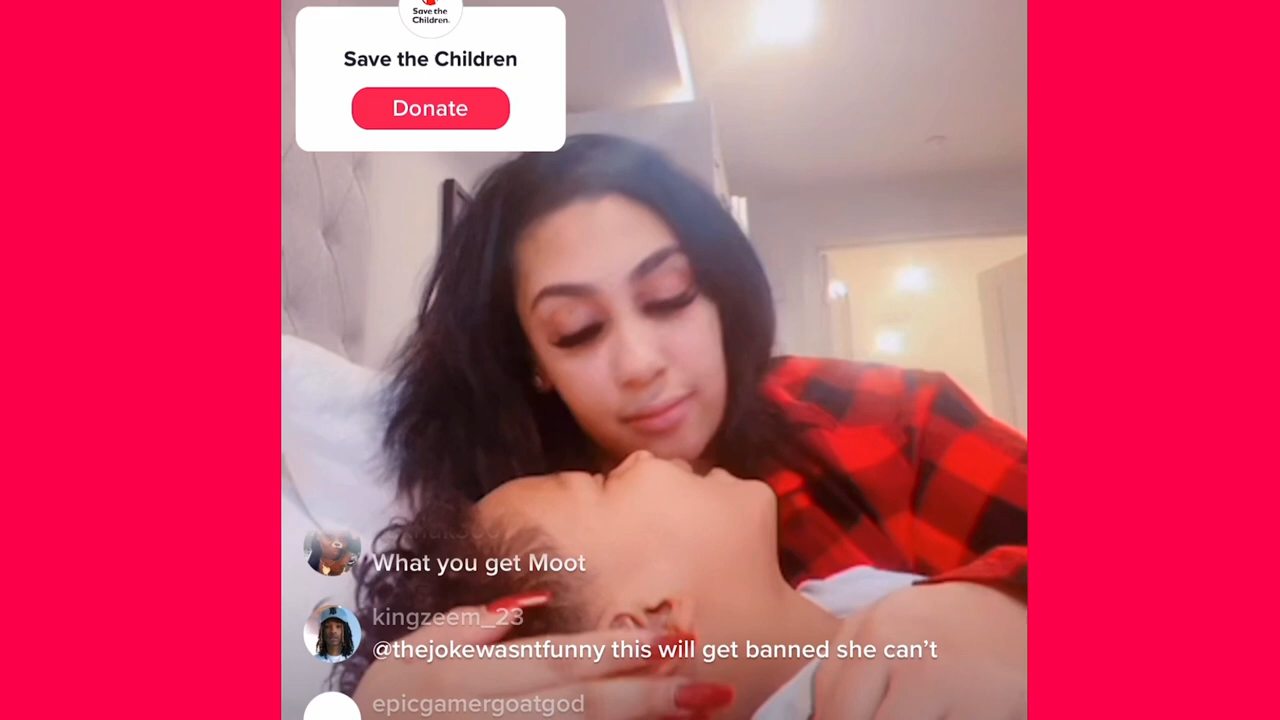 Save the
Children.
Save the Children
Donate
What you get Moot
kingzeem_23
@thejokewasntfunny this will get banned she can’t
epicgamergoatgod